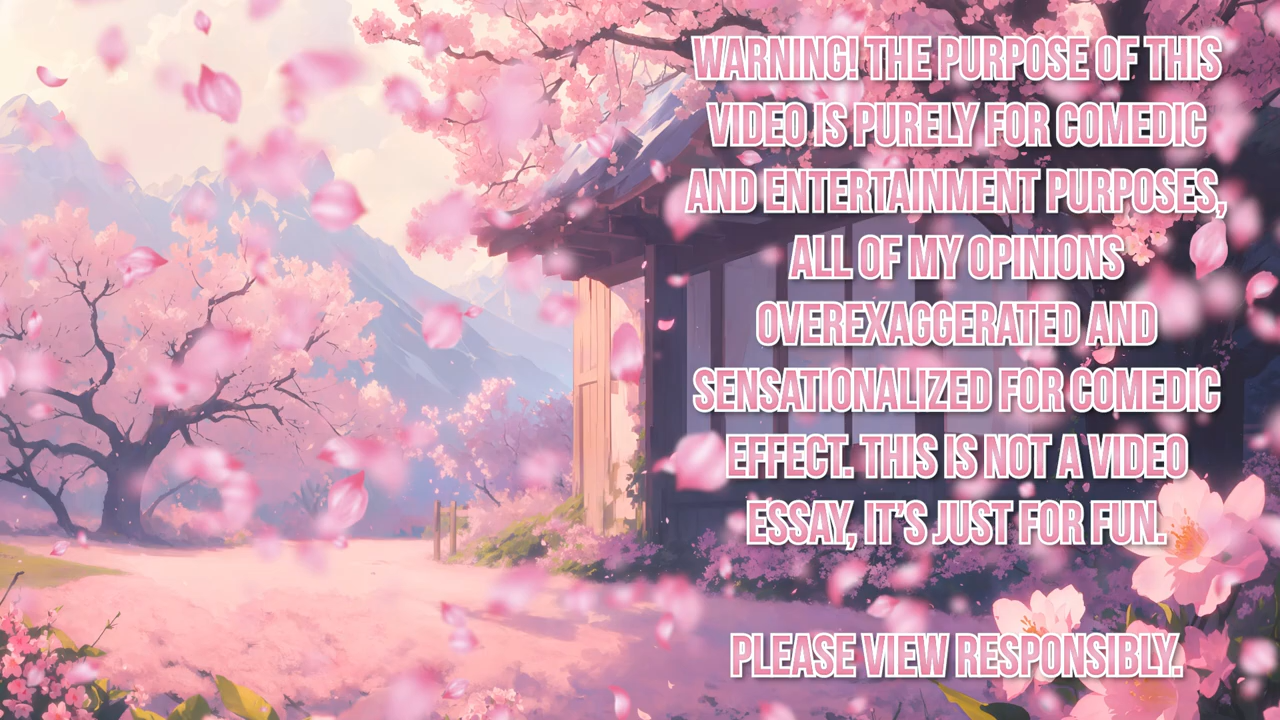 WARNING! THE PURPOSE OF THIS
VIDEO IS PURELY FOR COMEDIC
AND ENTERTAINMENT PURPOSES,
ALL OF MY OPINIONS
OVEREXAGGERATED AND
SENSATIONALIZED FOR COMEDIC
EFFECT. THIS IS NOT A VIDEO
ESSAY, IT'S JUST FOR FUN.
PLEASE VIEW RESPONSIBLY.